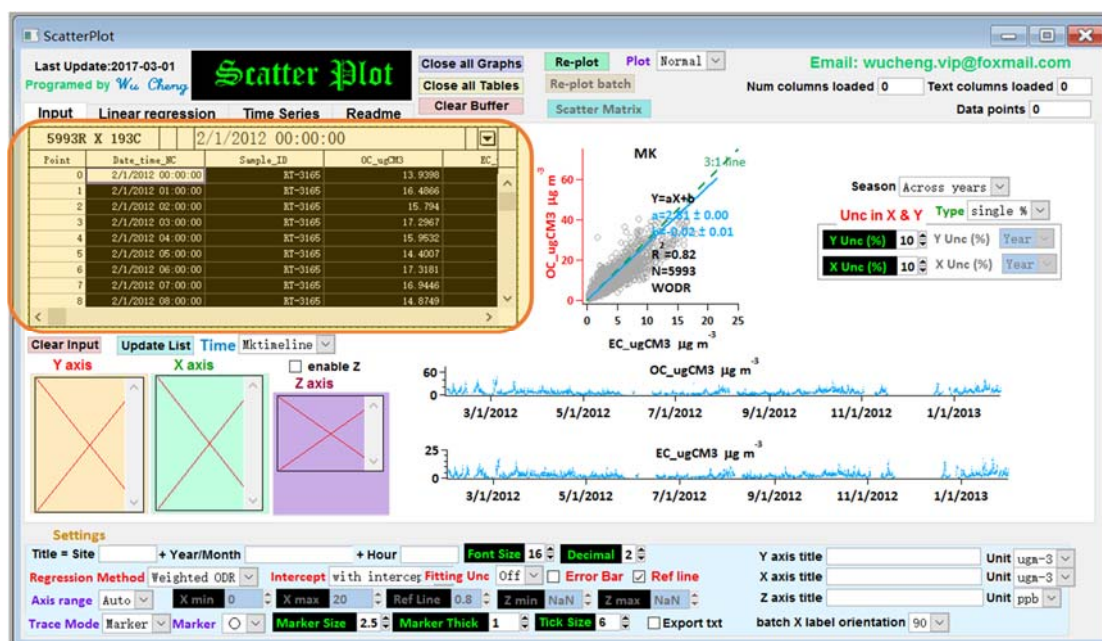 ScatterPlot
Last Update:2017-03-01
Programed by Wu Cheng
Scatter Plot
Close all Graphs
Close all Tables
Clear Buffer
Re-plot
Plot Normal
Re-plot batch
Scatter Matrix
Email: wucheng.vip@foxmail.com
Num columns loaded 0
Text columns loaded 0
Data points 0
Input Linear regression Time Series Readme
5993R X 193C 2/1/2012 00:00:00
Point Date_time_NC Sample_ID OC_ugCM3 EC_
0 2/1/2012 00:00:00 RT-3165 13.9398
1 2/1/2012 01:00:00 RT-3165 16.4866
2 2/1/2012 02:00:00 RT-3165 15.794
3 2/1/2012 03:00:00 RT-3165 17.2967
4 2/1/2012 04:00:00 RT-3165 15.9532
5 2/1/2012 05:00:00 RT-3165 14.4007
6 2/1/2012 06:00:00 RT-3165 17.3181
7 2/1/2012 07:00:00 RT-3165 16.9446
8 2/1/2012 08:00:00 RT-3165 14.8749
Clear Input Update List Time Mktimeline
Y axis X axis enable Z
Z axis
MK
3:1 line
OC_ugCM3 μg m-3
60
40
20
0
Y=aX+b
± 0.00
± 0.01
R2=0.82
N=5993
WODR
0 5 10 15 20 25
EC_ugCM3 μg m-3
Season Across years
Unc in X & Y Type single %
Y Unc (%) 10 Y Unc (%) Year
X Unc (%) 10 X Unc (%) Year
OC_ugCM3 μg m-3
60
0
3/1/2012 5/1/2012 7/1/2012 9/1/2012 11/1/2012 1/1/2013
EC_ugCM3 μg m-3
25
0
3/1/2012 5/1/2012 7/1/2012 9/1/2012 11/1/2012 1/1/2013
Settings
Title = Site + Year/Month + Hour Font Size 16 Decimal 2
Regression Method Weighted ODR Intercept with intercep Fitting Unc Off Error Bar Ref line
Axis range Auto X min 0 X max 20 Ref Line 0.8 Z min NaN Z max NaN
Trace Mode Marker Marker Marker Size 2.5 Marker Thick 1 Tick Size 6 Export txt
Y axis title Unit ugm-3
X axis title Unit ugm-3
Z axis title Unit ppb
batch X label orientation 90